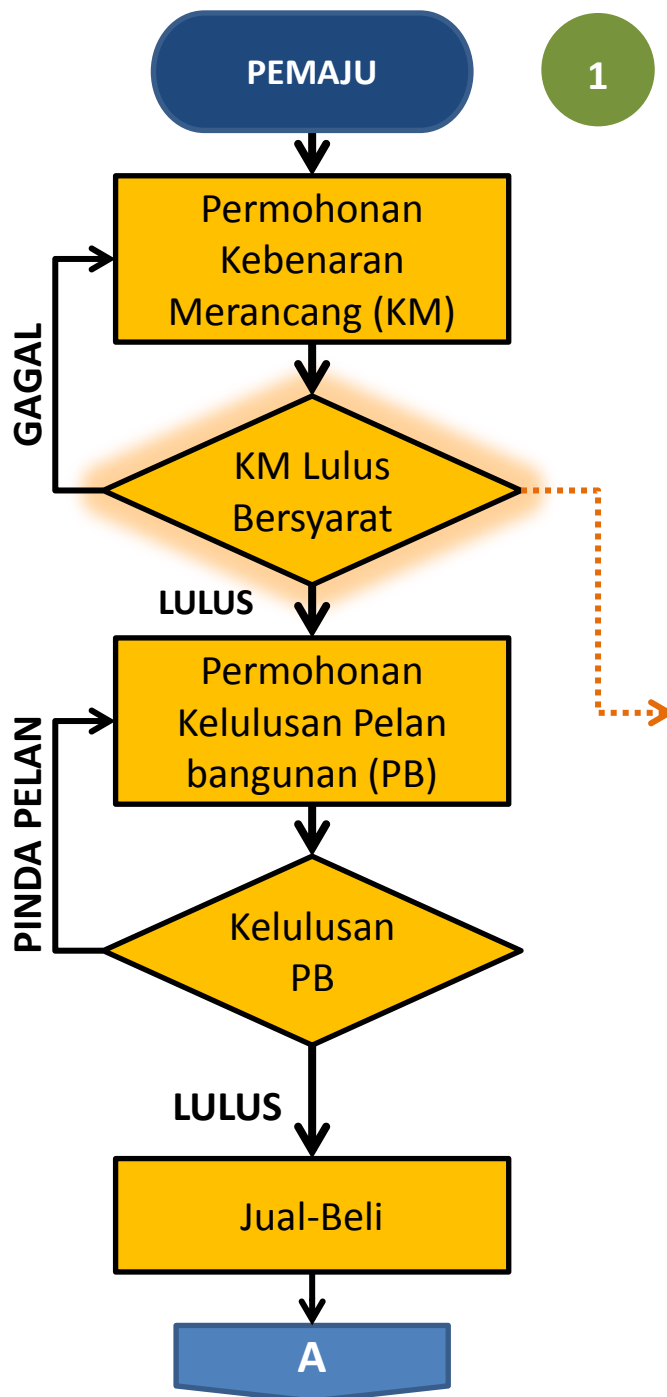 PEMAJU
1
Permohonan
Kebenaran
Merancang (KM)
GAGAL
KM Lulus
Bersyarat
LULUS
Permohonan
Kelulusan Pelan
bangunan (PB)
PINDA PELAN
Kelulusan
PB
LULUS
Jual-Beli
A